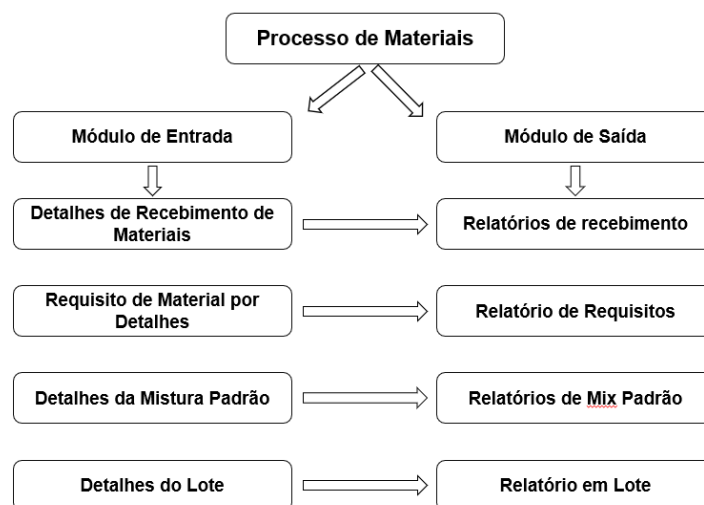 Processo de Materiais
Módulo de Entrada
Módulo de Saída
Detalhes de Recebimento de
Materiais
Relatórios de recebimento
Requisito de Material por
Detalhes
Relatório de Requisitos
Detalhes da Mistura Padrão
Relatórios de Mix Padrão
Detalhes do Lote
Relatório em Lote